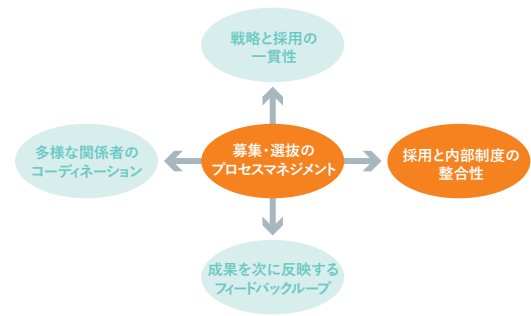 戦略と採用の
一貫性
多様な関係者の
コーディネーション
募集・選抜の
プロセスマネジメント
採用と内部制度の
整合性
成果を次に反映する
フィードバックループ